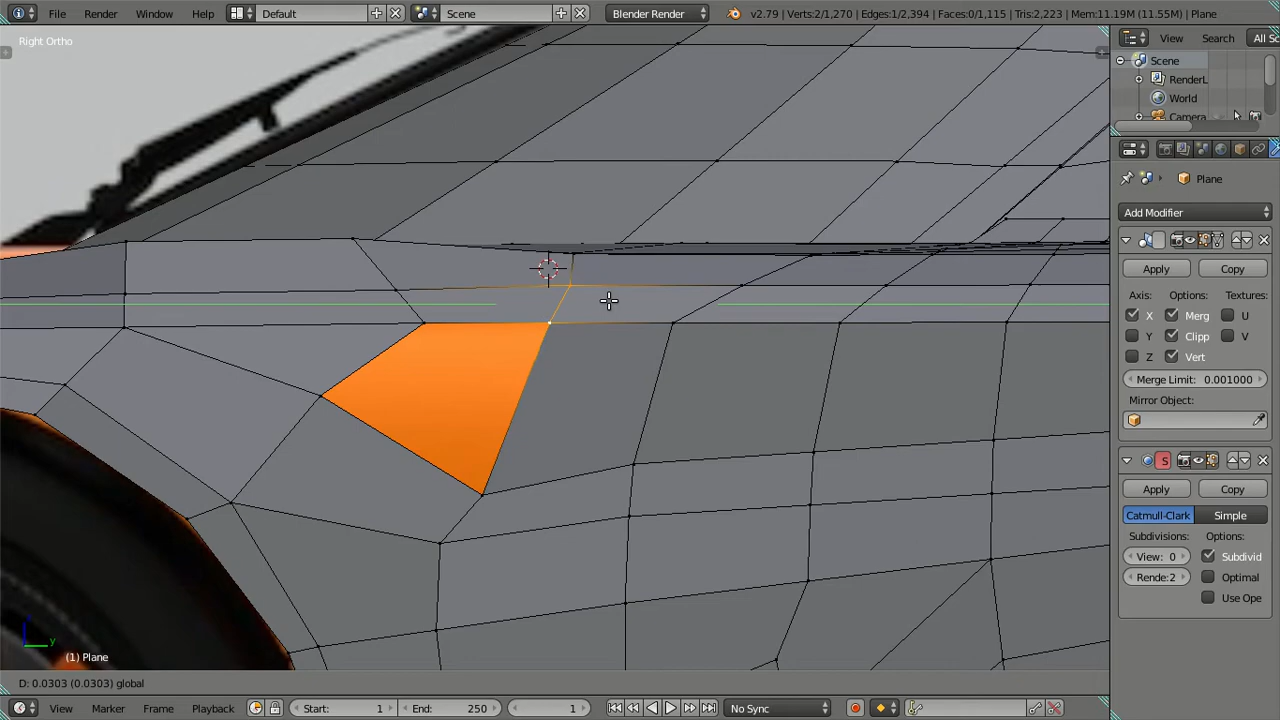 File Render Window Help Default Scene Blender Render v2.79 | Verts:2/1,270 | Edges:1/2,394 | Faces:0/1,115 | Tris:2,223 | Mem:11.19M (11.55M) | Plane
Right Ortho
View Search All Sc
Scene
RenderL
World
Camera
Plane
Add Modifier
Apply Copy
Axis: Options: Textures:
X Merg U
Y Clipp V
Z Vert
Merge Limit: 0.001000
Mirror Object:
S
Apply Copy
Catmull-Clark Simple
Subdivisions: Options:
View: 0 Subdivid
Rende:2 Optimal
Use Ope
z
y
(1) Plane
D: 0.0303 (0.0303) global
View Marker Frame Playback Start: 1 End: 250 1 No Sync